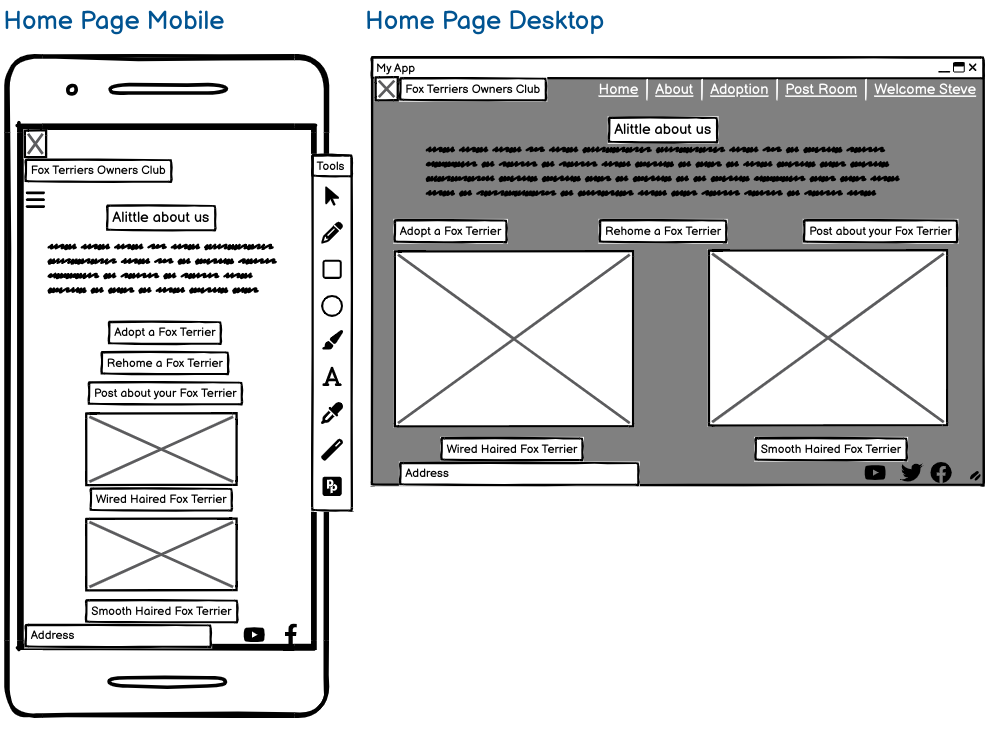 Home Page Mobile
Fox Terriers Owners Club
Alittle about us
Adopt a Fox Terrier
Rehome a Fox Terrier
Post about your Fox Terrier
Wired Haired Fox Terrier
Smooth Haired Fox Terrier
Address
Tools
A
Home Page Desktop
My App
Fox Terriers Owners Club
Home
About
Adoption
Post Room
Welcome Steve
Alittle about us
Adopt a Fox Terrier
Rehome a Fox Terrier
Post about your Fox Terrier
Wired Haired Fox Terrier
Smooth Haired Fox Terrier
Address